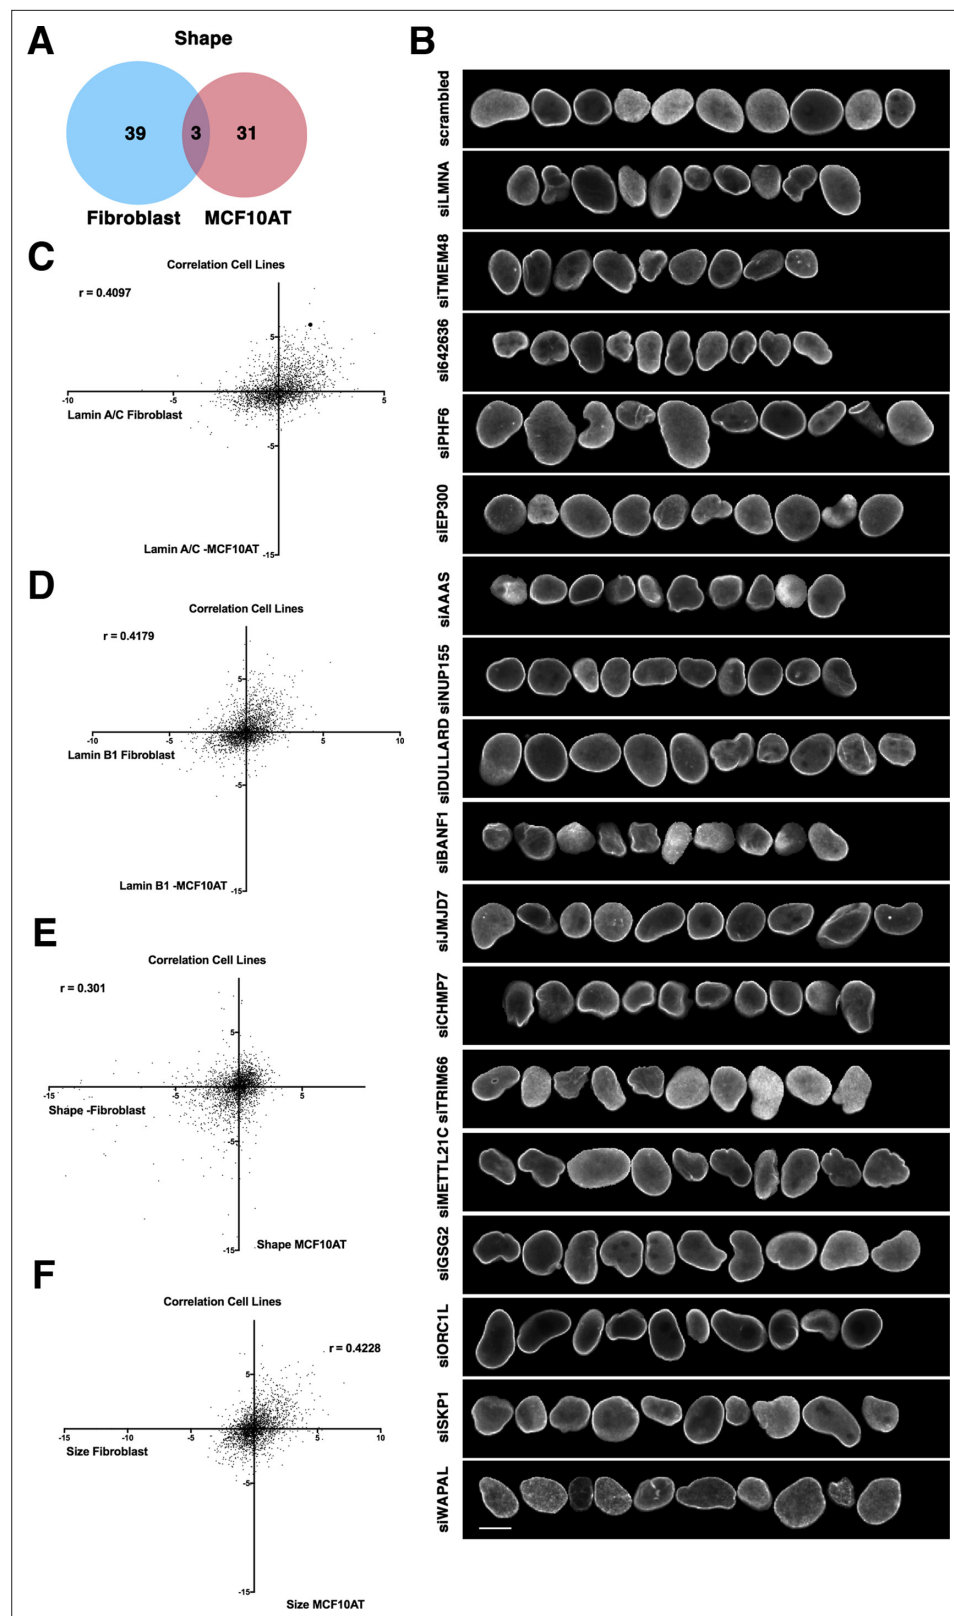 A
Shape
39
3
31
Fibroblast
MCF10AT
B
scrambled
siLMNA
siTMEM48
si642636
siPHF6
siEP300
siAAAS
siNUP155
siDULLARD
siBANF1
siJMJD7
siCHMP7
siTRIM66
siMETTL21C
siGSG2
siORC1L
siSKP1
siWAPAL
C
Correlation Cell Lines
r = 0.4097
5
-10
-5
5
Lamin A/C Fibroblast
-5
Lamin A/C -MCF10AT
-15
D
Correlation Cell Lines
r = 0.4179
5
-10
-5
5
10
Lamin B1 Fibroblast
-5
Lamin B1 -MCF10AT
-15
E
Correlation Cell Lines
r = 0.301
5
-15
-5
5
Shape -Fibroblast
-5
-15
Shape MCF10AT
F
Correlation Cell Lines
r = 0.4228
5
-15
-5
5
10
Size Fibroblast
-5
-15
Size MCF10AT